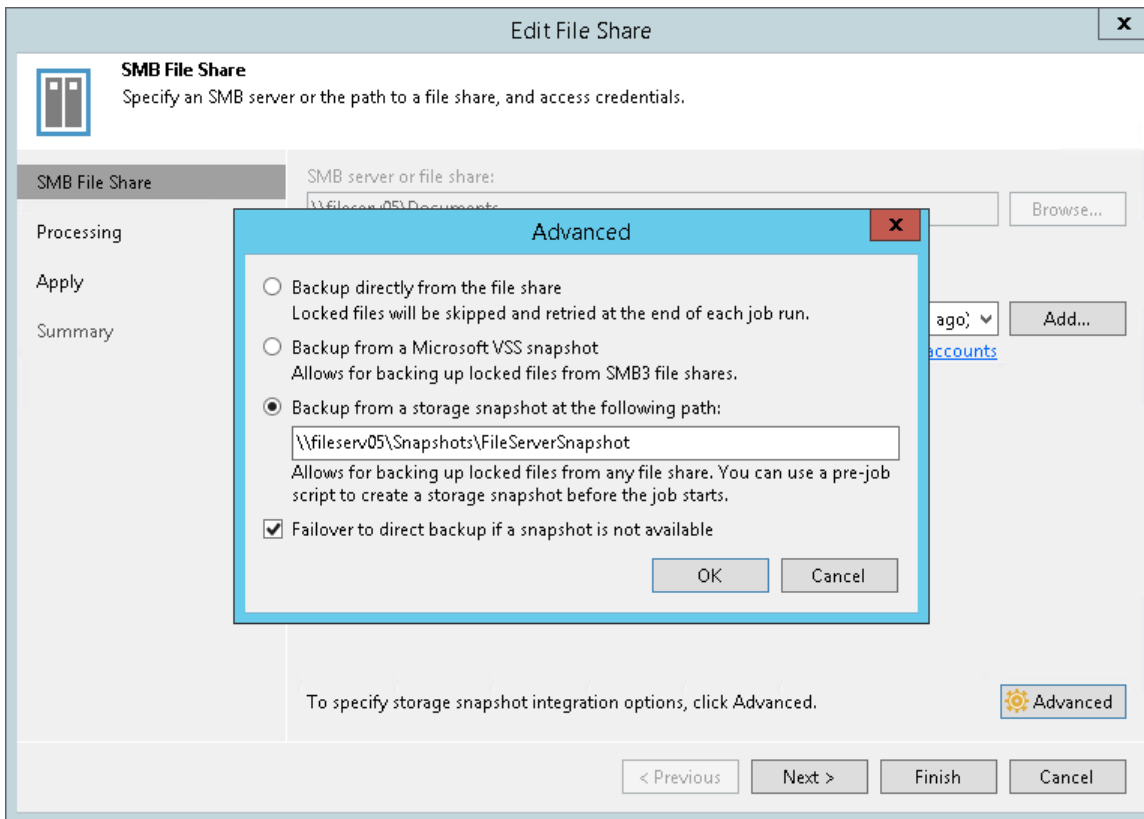 Edit File Share
x
SMB File Share
Specify an SMB server or the path to a file share, and access credentials.
SMB File Share
Processing
Apply
Summary
SMB server or file share:
\\fileserv05\Documents
Browse...
ago)
Add...
accounts
Advanced
x
Backup directly from the file share
Locked files will be skipped and retried at the end of each job run.
Backup from a Microsoft VSS snapshot
Allows for backing up locked files from SMB3 file shares.
Backup from a storage snapshot at the following path:
\\fileserv05\Snapshots\FileServerSnapshot
Allows for backing up locked files from any file share. You can use a pre-job
script to create a storage snapshot before the job starts.
Failover to direct backup if a snapshot is not available
OK
Cancel
To specify storage snapshot integration options, click Advanced.
Advanced
< Previous
Next >
Finish
Cancel